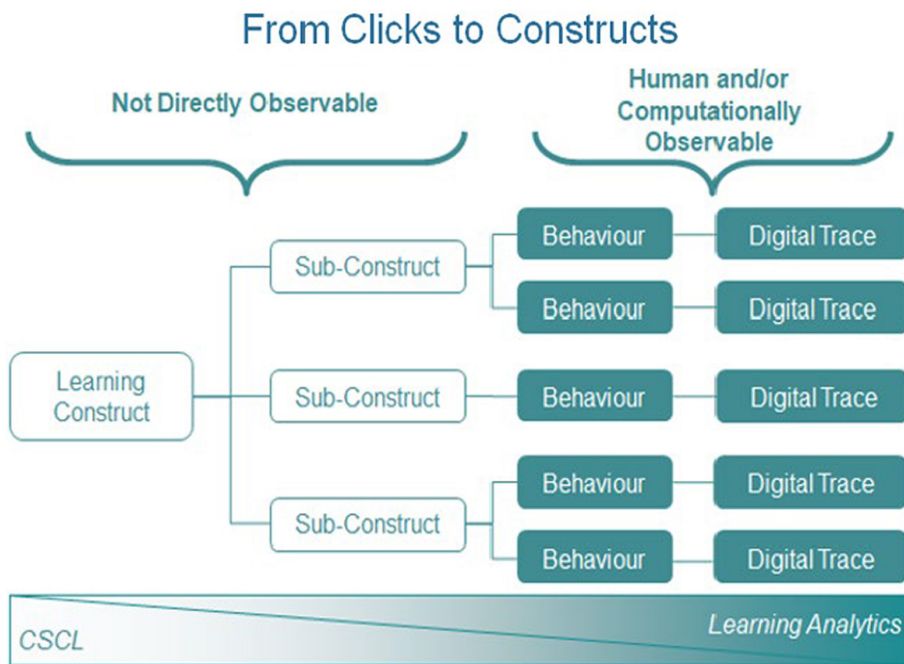 From Clicks to Constructs
Not Directly Observable
Human and/or
Computationally
Observable
Learning
Construct
Sub-Construct
Behaviour
Digital Trace
Behaviour
Digital Trace
Sub-Construct
Behaviour
Digital Trace
Sub-Construct
Behaviour
Digital Trace
Behaviour
Digital Trace
CSCL
Learning Analytics